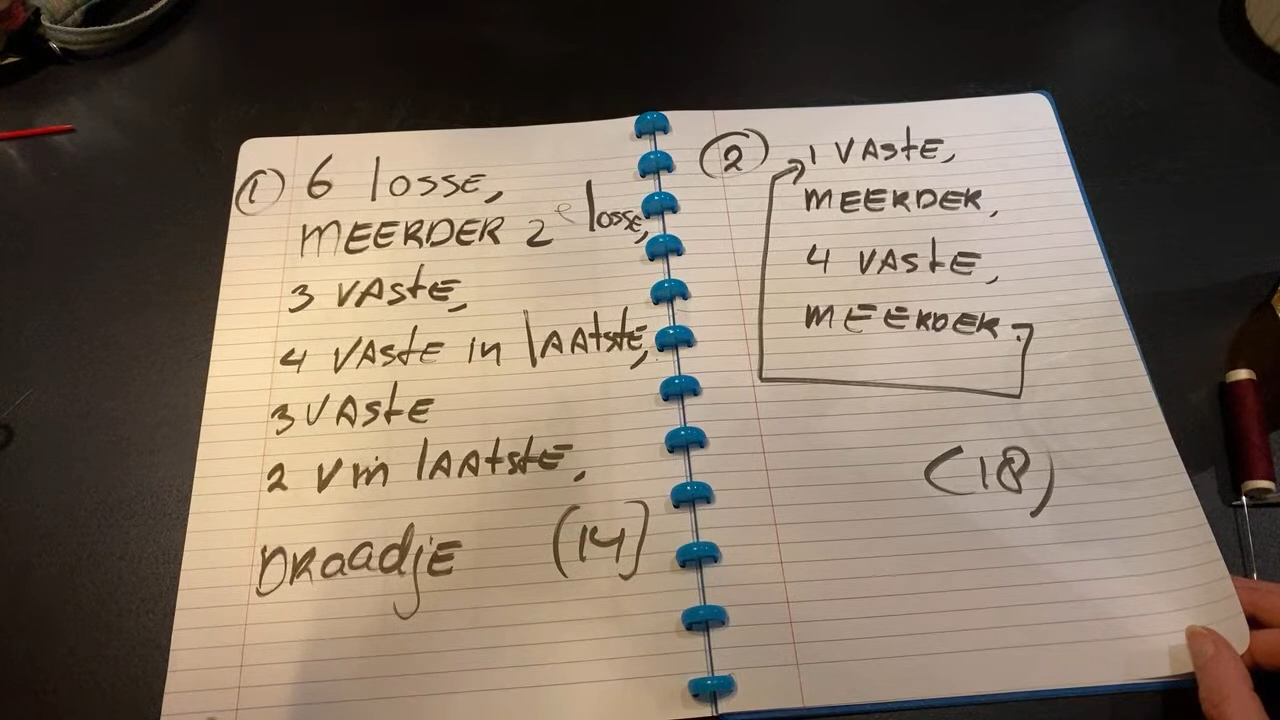 ① 6 losse,
MEERDER 2e losse,
3 VASTE,
4 VASTE in lAAtstE,
3 VASTE
2 V in lAAtstE,
DRaadjE (14)
② 1 VASTE,
MEERDER,
4 VASTE,
MEERDER,
(18)